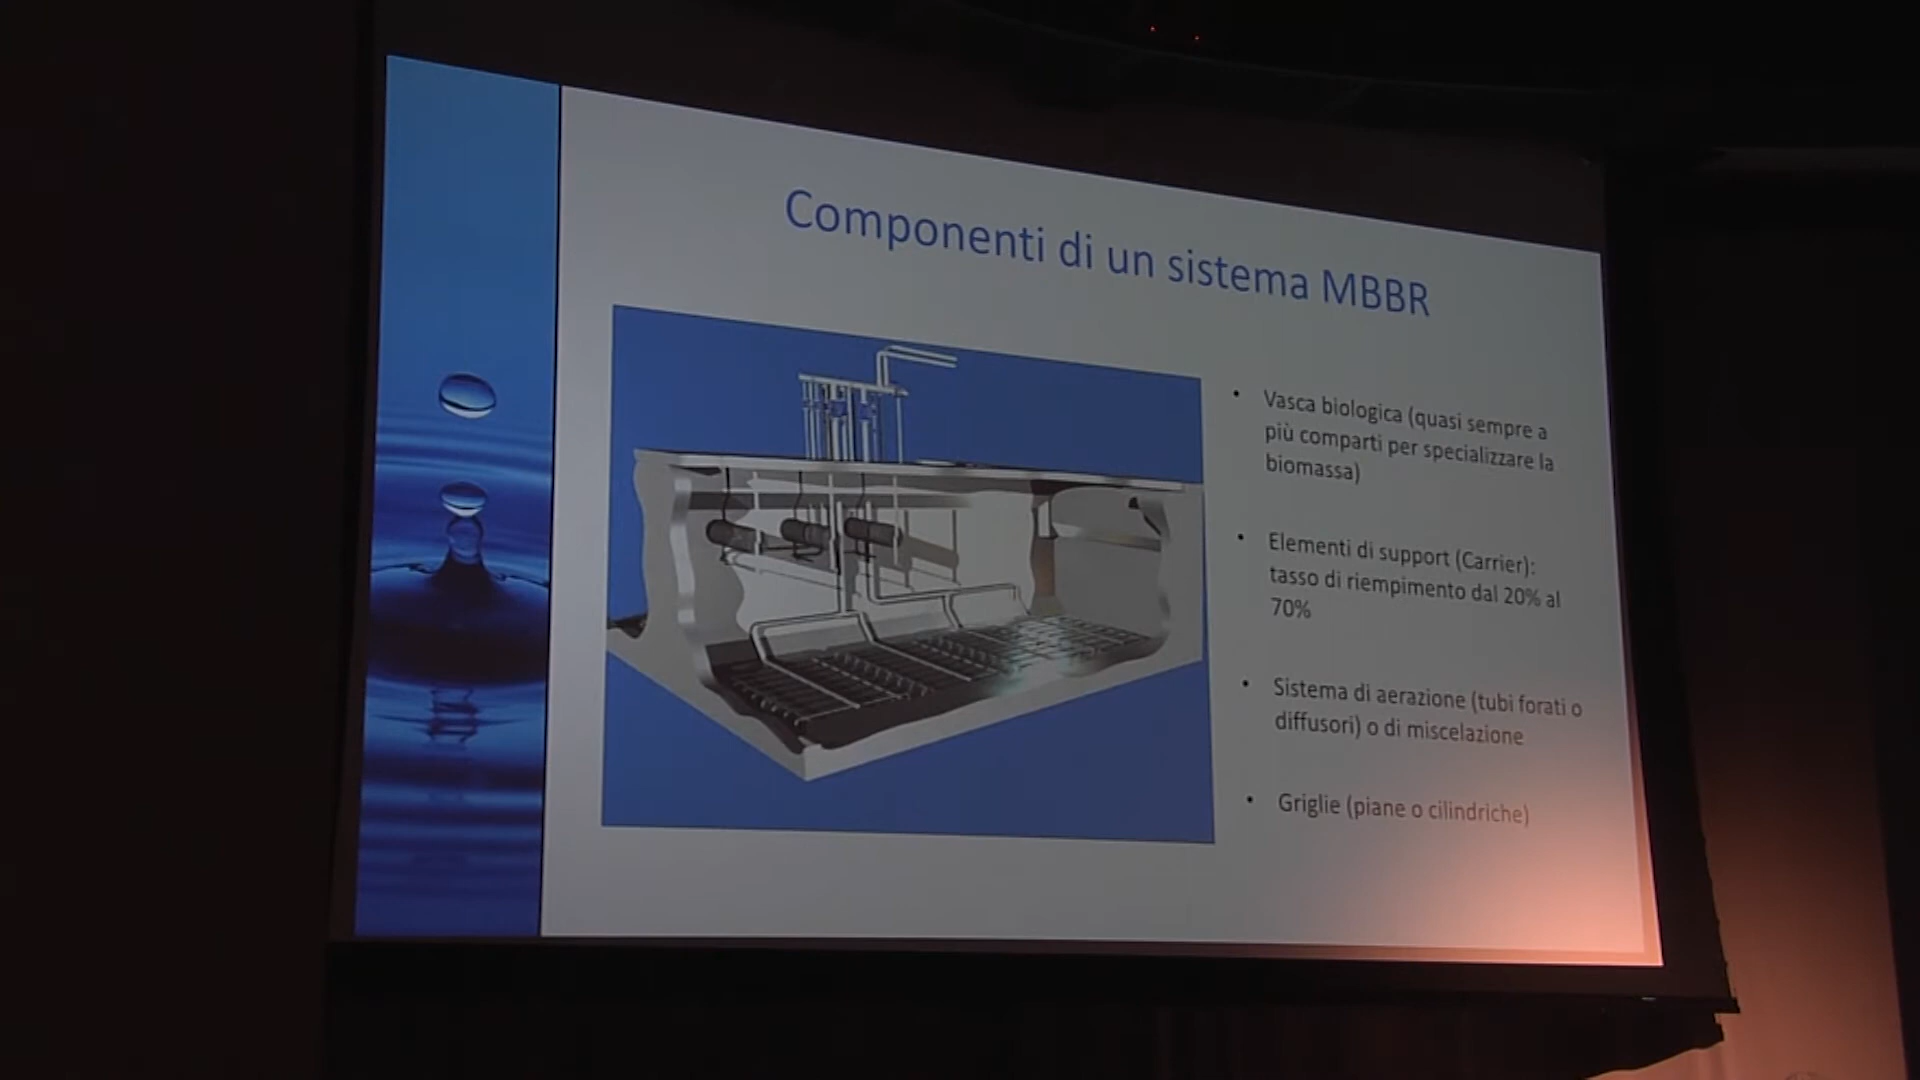 Componenti di un sistema MBBR
• Vasca biologica (quasi sempre a
più comparti per specializzare la
biomassa)
• Elementi di support (Carrier):
tasso di riempimento dal 20% al
70%
• Sistema di aerazione (tubi forati o
diffusori) o di miscelazione
• Griglie (piane o cilindriche)